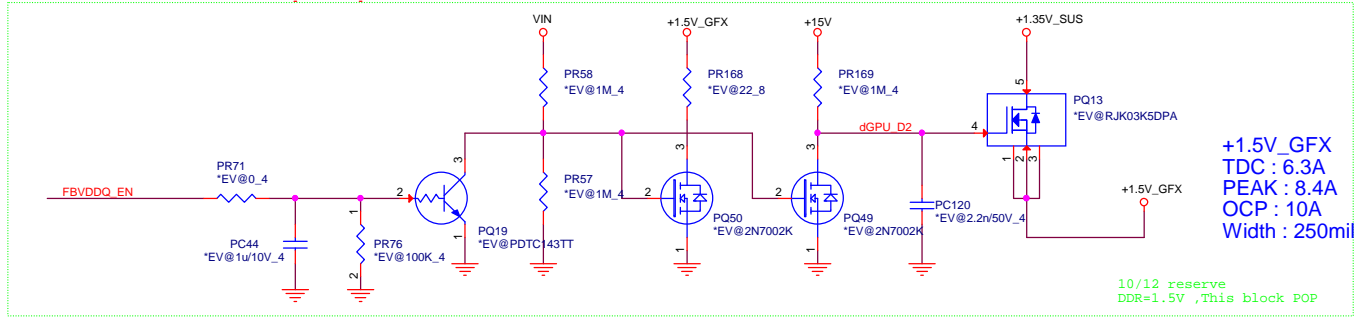 VIN
+1.5V_GFX
+15V
+1.35V_SUS
PR58
*EV@1M_4
PR168
*EV@22_8
PR169
*EV@1M_4
5
PQ13
*EV@RJK03K5DPA
4
dGPU_D2
1
2
3
+1.5V_GFX
TDC : 6.3A
PEAK : 8.4A
OCP : 10A
Width : 250mil
FBVDDQ_EN
PR71
*EV@0_4
2
3
1
PQ19
*EV@PDTC143TT
PC44
*EV@1u/10V_4
1
2
PR76
*EV@100K_4
PR57
*EV@1M_4
2
3
1
PQ50
*EV@2N7002K
2
3
1
PQ49
*EV@2N7002K
PC120
*EV@2.2n/50V_4
+1.5V_GFX
10/12 reserve
DDR=1.5V ,This block POP